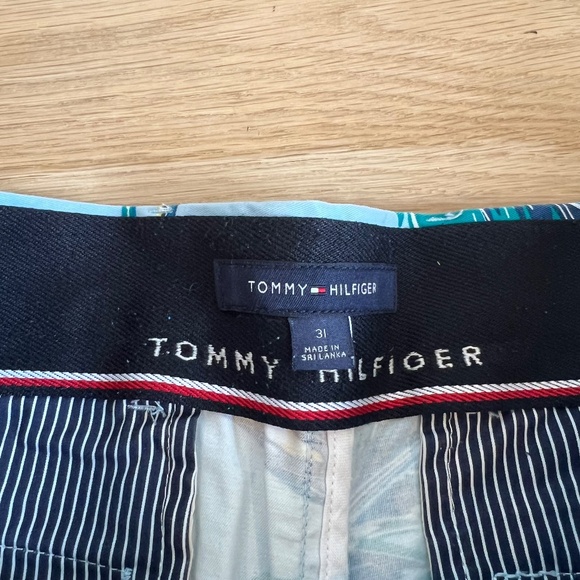 TOMMY HILFIGER
31
MADE IN
SRI LANKA
TOMMY HILFIGER